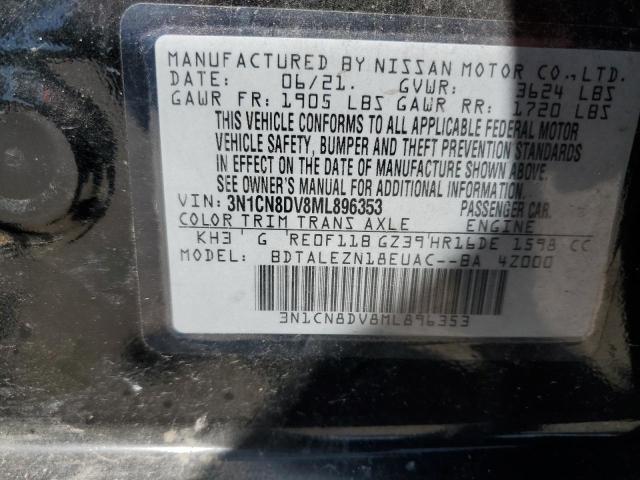 MANUFACTURED BY NISSAN MOTOR CO., LTD.
DATE: 06/21. GVWR: 3624 LBS
GAWR FR: 1905 LBS GAWR RR: 1720 LBS
THIS VEHICLE CONFORMS TO ALL APPLICABLE FEDERAL MOTOR
VEHICLE SAFETY, BUMPER AND THEFT PREVENTION STANDARDS
IN EFFECT ON THE DATE OF MANUFACTURE SHOWN ABOVE.
SEE OWNER'S MANUAL FOR ADDITIONAL INFORMATION.
VIN: 3N1CN8DV8ML896353 PASSENGER CAR.
COLOR TRIM TRANS AXLE ENGINE
KH3 G RE0F11B GZ39 HR16DE 1598 CC
MODEL: BDTALEZN18EUAC--BA 4Z000
3N1CN8DV8ML896353